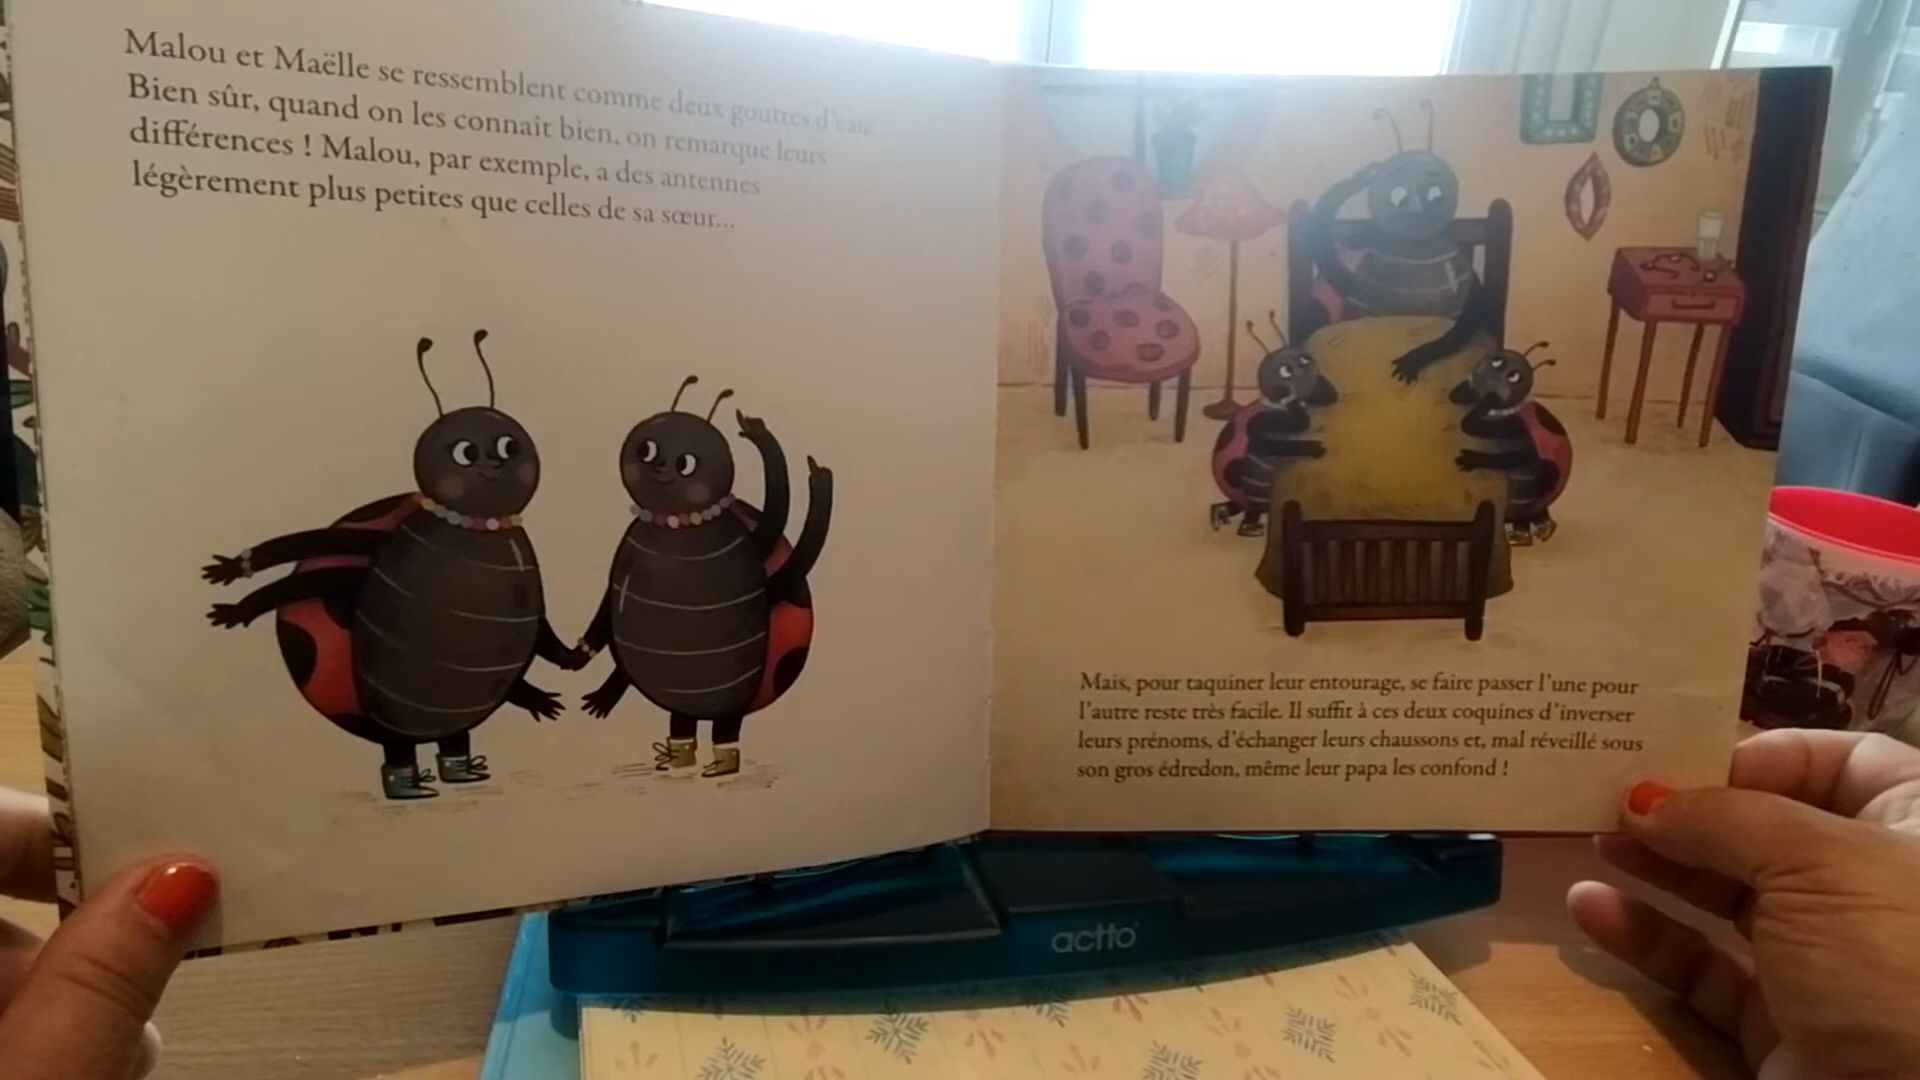 Malou et Maëlle se ressemblent comme deux gouttes d'eau.
Bien sûr, quand on les connaît bien, on remarque leurs
différences ! Malou, par exemple, a des antennes
légèrement plus petites que celles de sa sœur...
Mais, pour taquiner leur entourage, se faire passer l'une pour
l'autre reste très facile. Il suffit à ces deux coquines d'inverser
leurs prénoms, d'échanger leurs chaussons et, mal réveillé sous
son gros édredon, même leur papa les confond !
actto